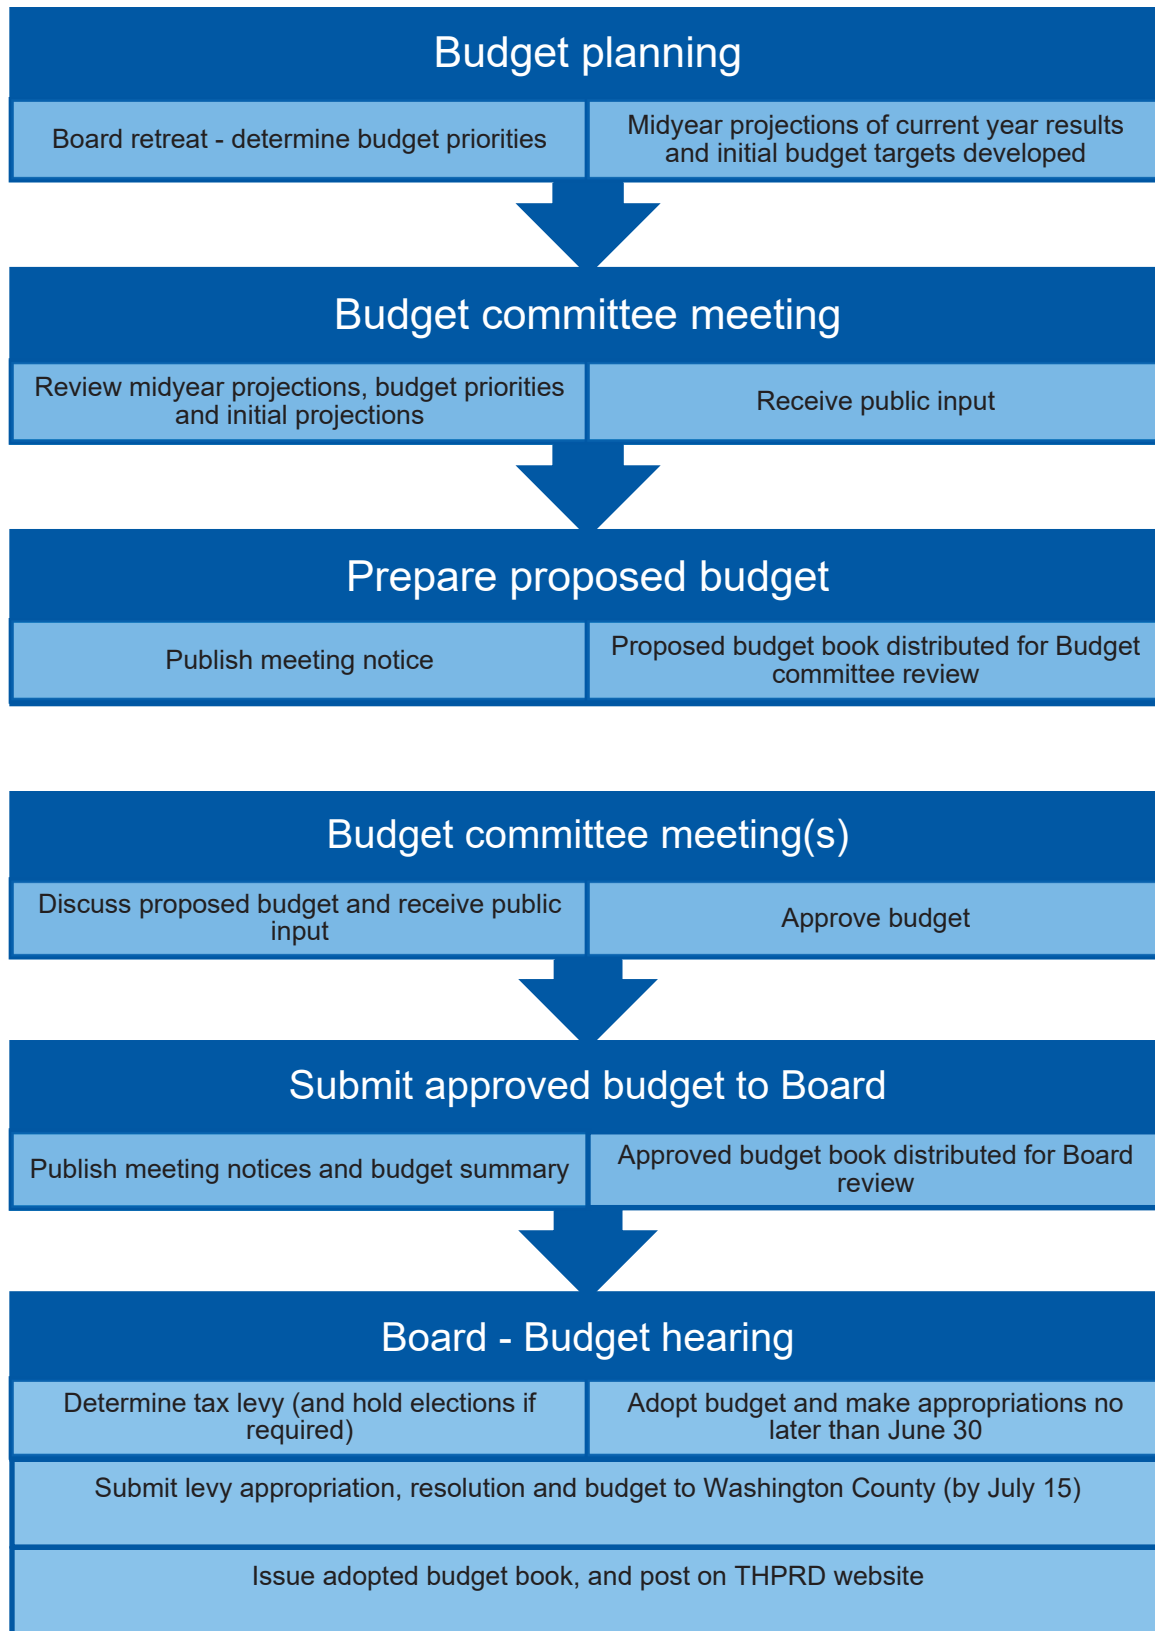 Budget planning
Board retreat - determine budget priorities
Midyear projections of current year results
and initial budget targets developed
Budget committee meeting
Review midyear projections, budget priorities
and initial projections
Receive public input
Prepare proposed budget
Publish meeting notice
Proposed budget book distributed for Budget
committee review
Budget committee meeting(s)
Discuss proposed budget and receive public
input
Approve budget
Submit approved budget to Board
Publish meeting notices and budget summary
Approved budget book distributed for Board
review
Board - Budget hearing
Determine tax levy (and hold elections if
required)
Adopt budget and make appropriations no
later than June 30
Submit levy appropriation, resolution and budget to Washington County (by July 15)
Issue adopted budget book, and post on THPRD website